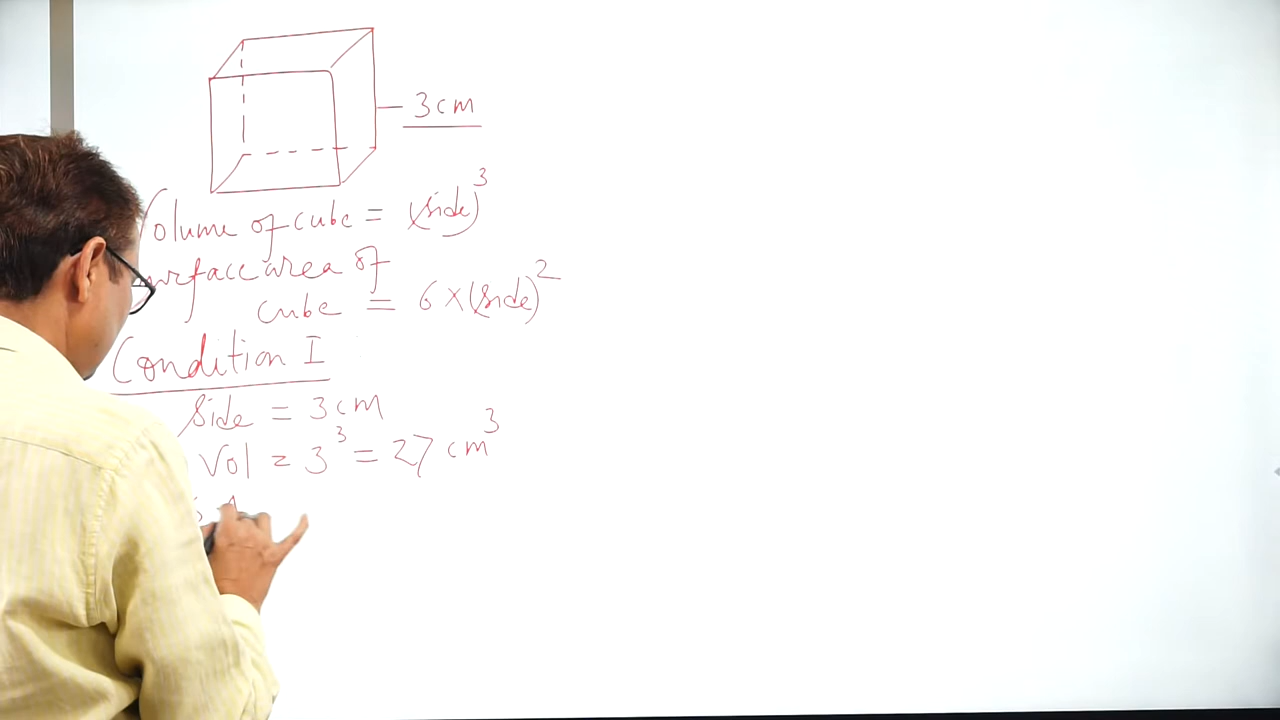 3cm
Volume of cube = (side)³
surface area of
cube = 6 × (side)²
Condition I
Side = 3cm
Vol = 3³ = 27 cm³